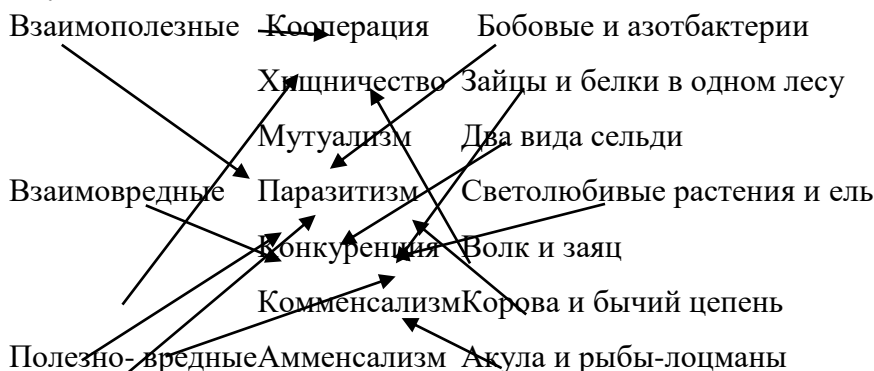 Взаимополезные Кооперация Бобовые и азотбактерии
Хищничество Зайцы и белки в одном лесу
Мутуализм Два вида сельди
Взаимовредные Паразитизм Светолюбивые растения и ель
Конкуренция Волк и заяц
Комменсализм Корова и бычий цепень
Полезно- вредные Амменсализм Акула и рыбы-лоцманы